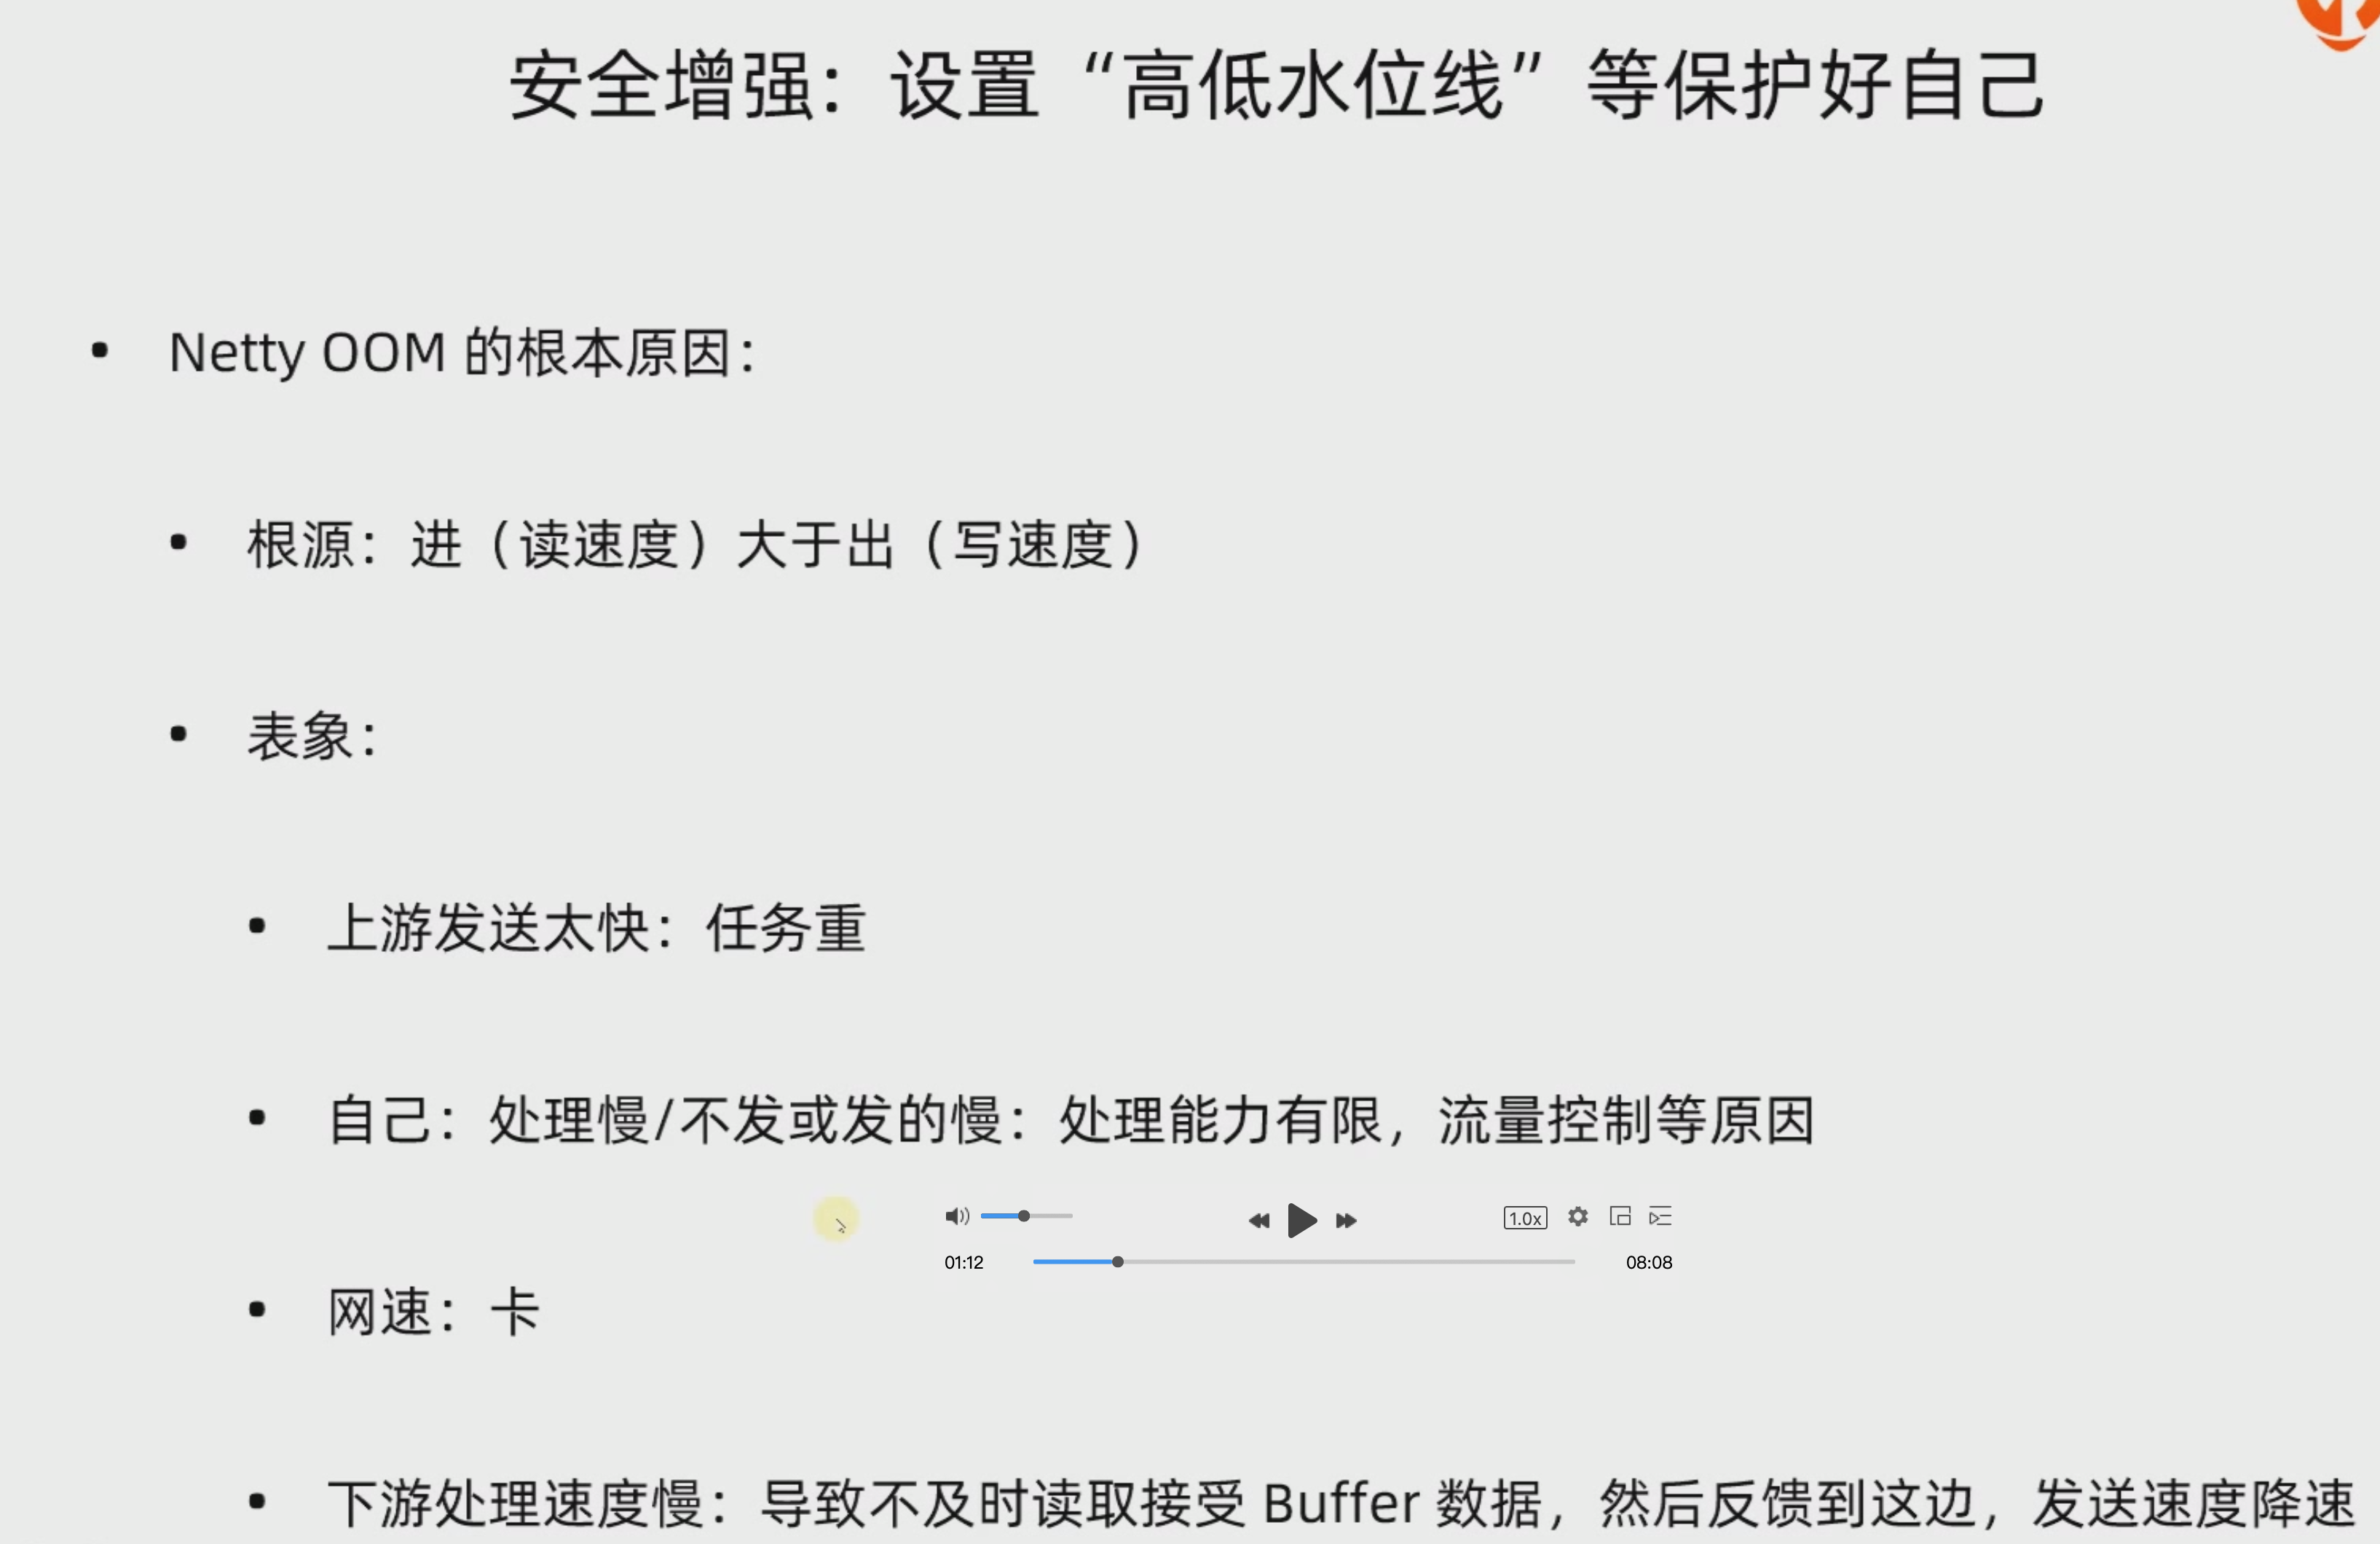 安全增强：设置“高低水位线”等保护好自己
• Netty OOM 的根本原因：
• 根源：进（读速度）大于出（写速度）
• 表象：
• 上游发送太快：任务重
• 自己：处理慢/不发或发的慢：处理能力有限，流量控制等原因
1.0x
01:12
08:08
• 网速：卡
• 下游处理速度慢：导致不及时读取接受 Buffer 数据，然后反馈到这边，发送速度降速